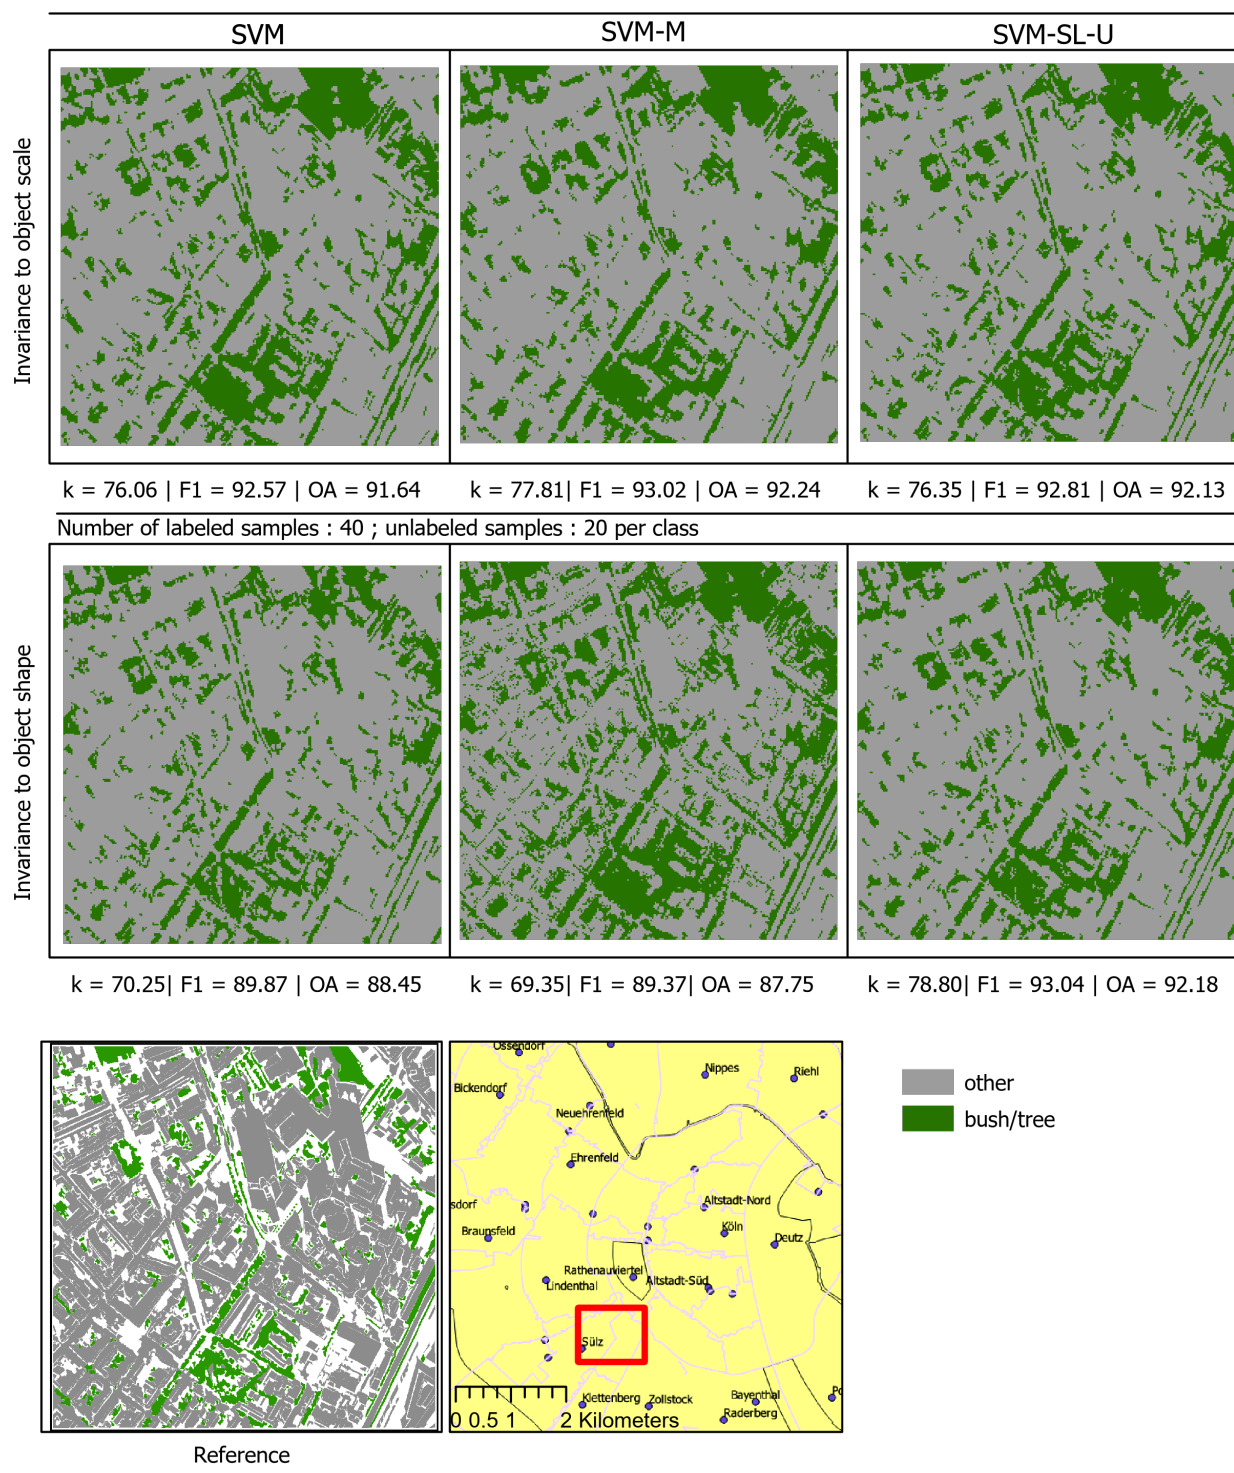 SVM
SVM-M
SVM-SL-U
Invariance to object scale
k = 76.06 | F1 = 92.57 | OA = 91.64
k = 77.81| F1 = 93.02 | OA = 92.24
k = 76.35 | F1 = 92.81 | OA = 92.13
Number of labeled samples : 40 ; unlabeled samples : 20 per class
Invariance to object shape
k = 70.25| F1 = 89.87 | OA = 88.45
k = 69.35| F1 = 89.37| OA = 87.75
k = 78.80| F1 = 93.04 | OA = 92.18
Reference
Ossendorf
Nippes
Riehl
Bickendorf
Neuehrenfeld
Ehrenfeld
sdorf
Altstadt-Nord
Braunsfeld
Köln
Deutz
Rathenauviertel
Lindenthal
Altstadt-Süd
Sülz
Klettenberg
Zollstock
Bayenthal
Po
Raderberg
0 0.5 1 2 Kilometers
other
bush/tree